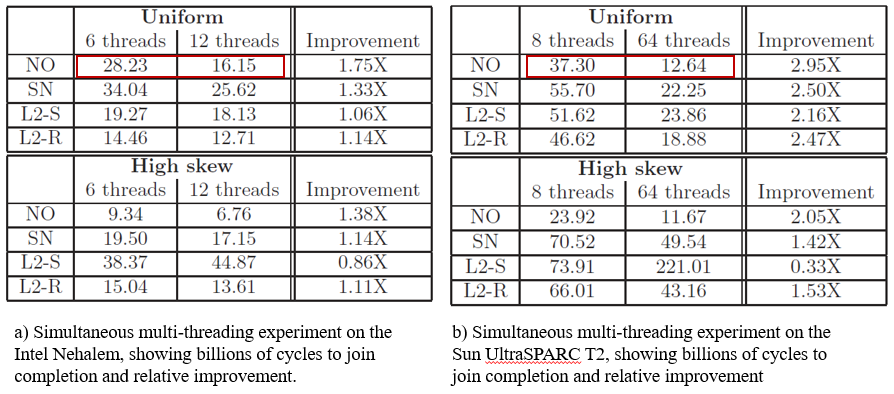 Uniform
6 threads 12 threads Improvement
NO 28.23 16.15 1.75X
SN 34.04 25.62 1.33X
L2-S 19.27 18.13 1.06X
L2-R 14.46 12.71 1.14X
High skew
6 threads 12 threads Improvement
NO 9.34 6.76 1.38X
SN 19.50 17.15 1.14X
L2-S 38.37 44.87 0.86X
L2-R 15.04 13.61 1.11X
a) Simultaneous multi-threading experiment on the
Intel Nehalem, showing billions of cycles to join
completion and relative improvement.
Uniform
8 threads 64 threads Improvement
NO 37.30 12.64 2.95X
SN 55.70 22.25 2.50X
L2-S 51.62 23.86 2.16X
L2-R 46.62 18.88 2.47X
High skew
8 threads 64 threads Improvement
NO 23.92 11.67 2.05X
SN 70.52 49.54 1.42X
L2-S 73.91 221.01 0.33X
L2-R 66.01 43.16 1.53X
b) Simultaneous multi-threading experiment on the
Sun UltraSPARC T2, showing billions of cycles to
join completion and relative improvement